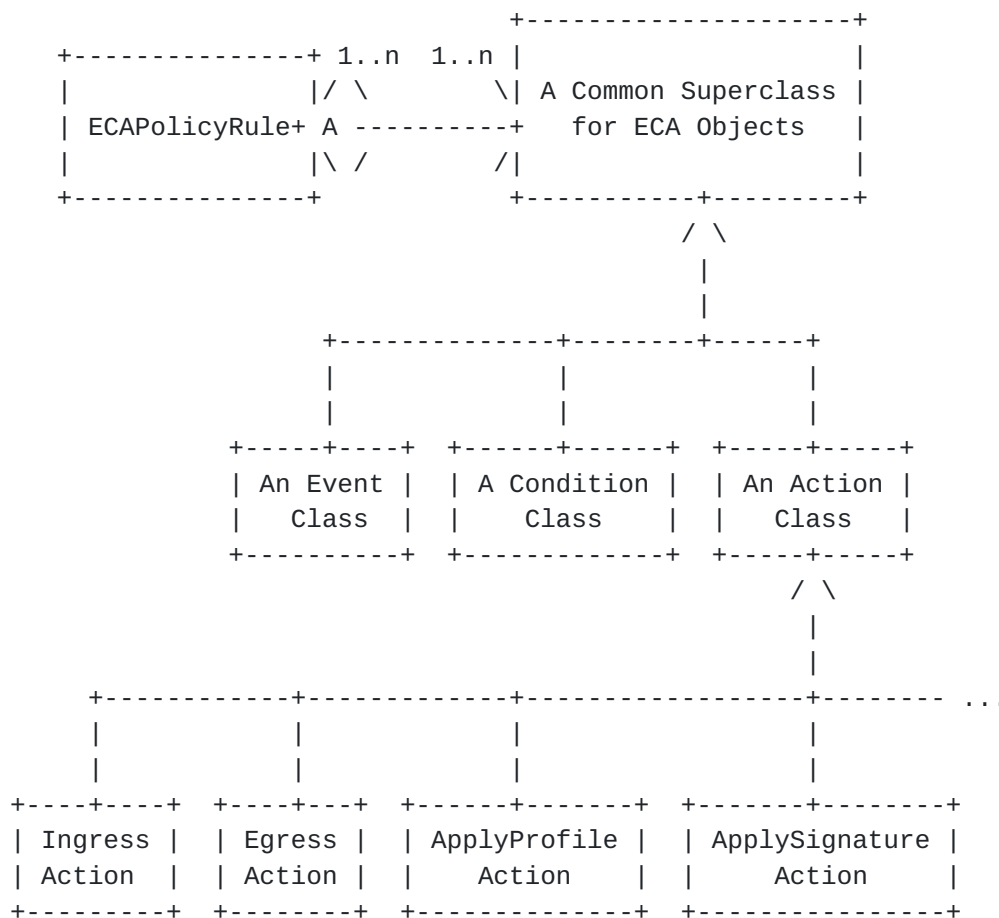 1..n 1..n
A Common Superclass
ECAPolicyRule A for ECA Objects
An Event A Condition An Action
Class Class Class
...
Ingress Egress ApplyProfile ApplySignature
Action Action Action Action